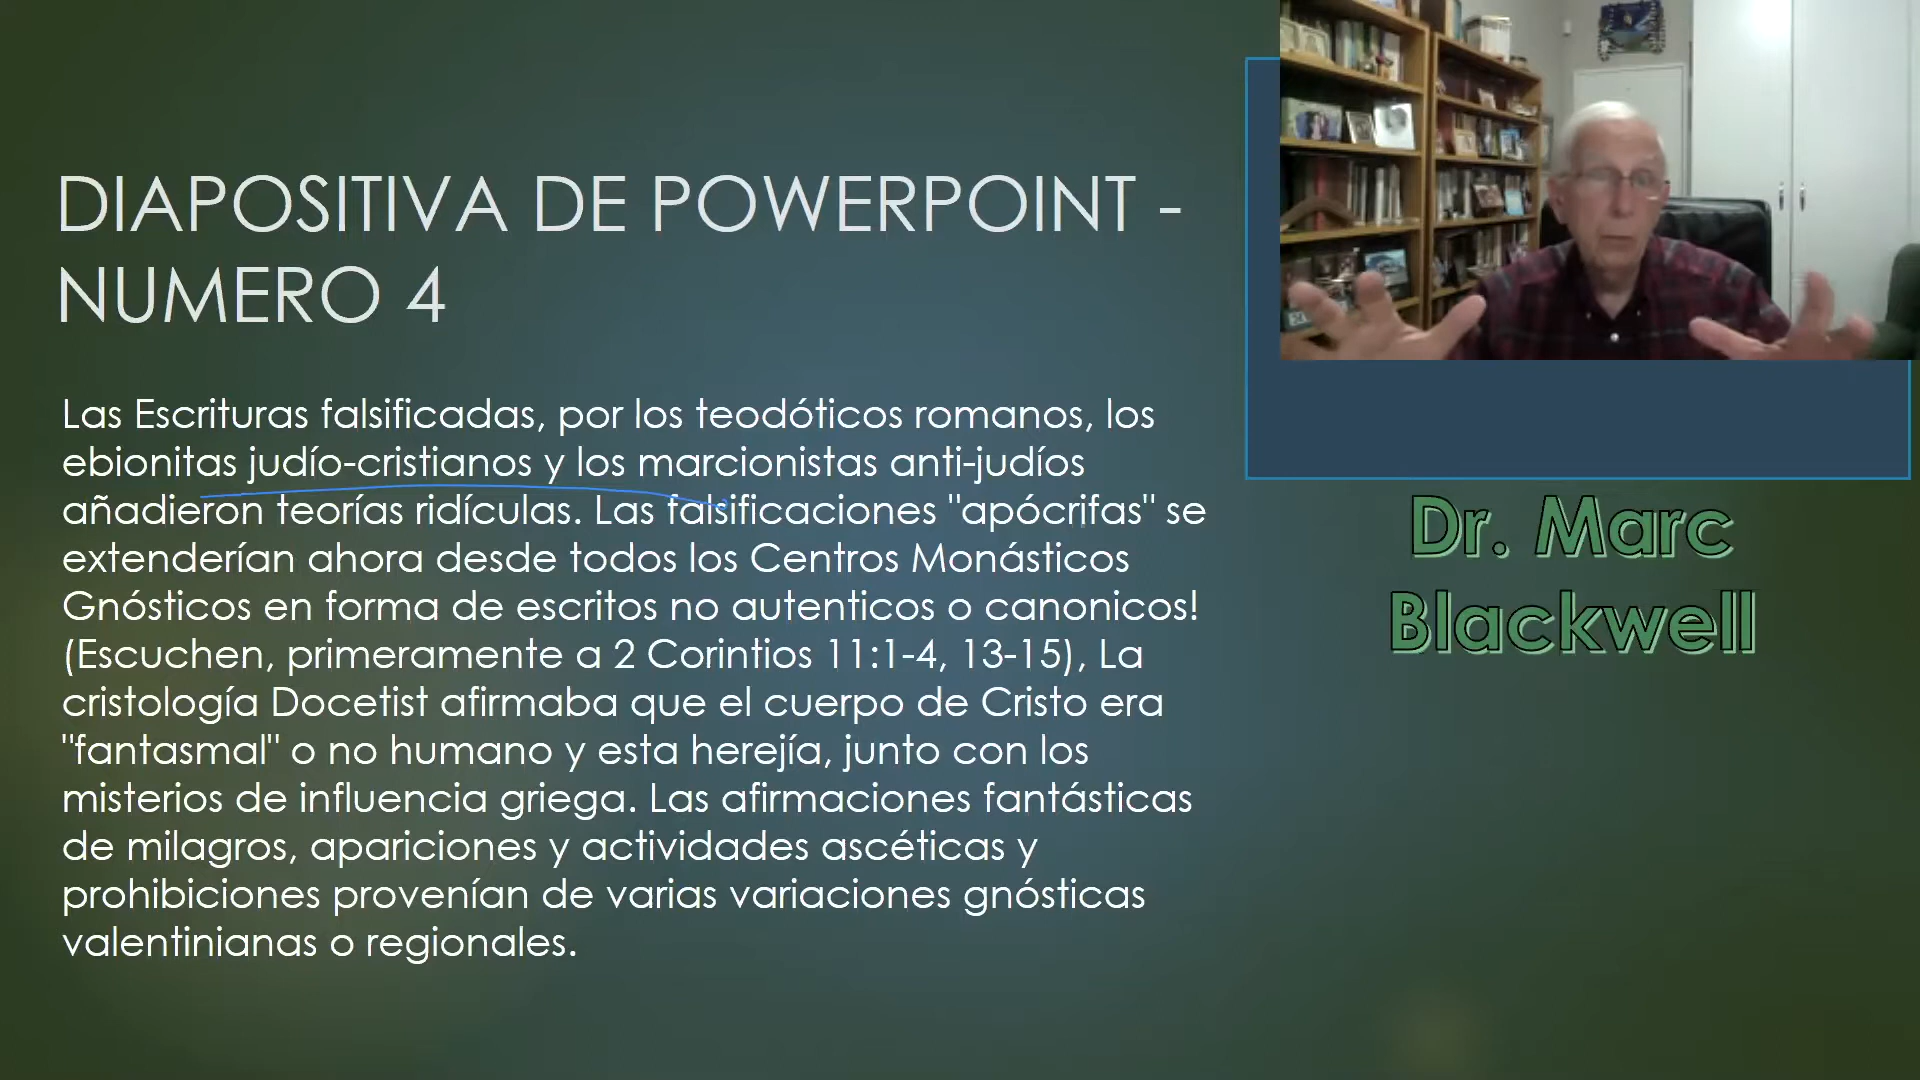 DIAPOSITIVA DE POWERPOINT -
NUMERO 4
Las Escrituras falsificadas, por los teodóticos romanos, los
ebionitas judío-cristianos y los marcionistas anti-judíos
añadieron teorías ridículas. Las falsificaciones "apócrifas" se
extenderían ahora desde todos los Centros Monásticos
Gnósticos en forma de escritos no autenticos o canonicos!
(Escuchen, primeramente a 2 Corintios 11:1-4, 13-15), La
cristología Docetist afirmaba que el cuerpo de Cristo era
"fantasmal" o no humano y esta herejía, junto con los
misterios de influencia griega. Las afirmaciones fantásticas
de milagros, apariciones y actividades ascéticas y
prohibiciones provenían de varias variaciones gnósticas
valentinianas o regionales.
Dr. Marc
Blackwell